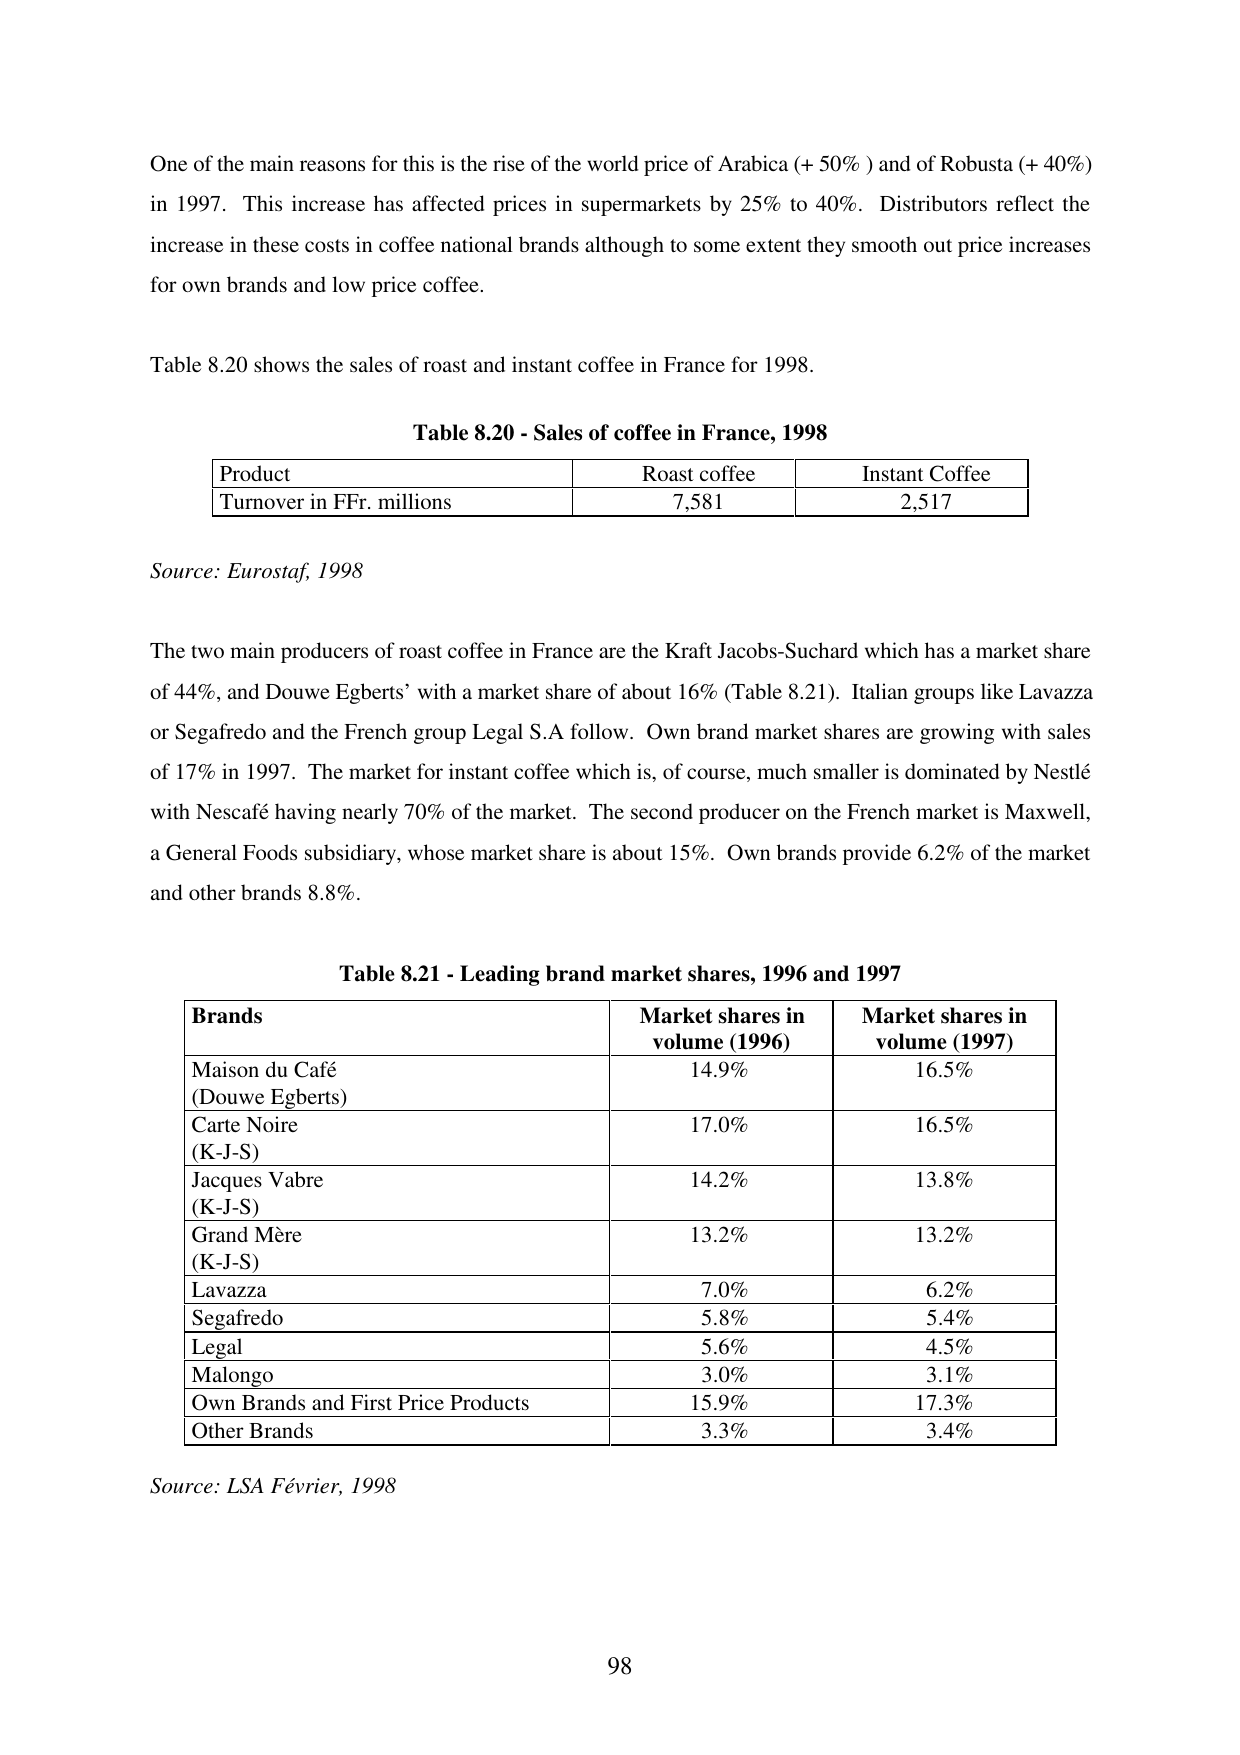 One of the main reasons for this is the rise of the world price of Arabica (+ 50% ) and of Robusta (+ 40%)
in 1997. This increase has affected prices in supermarkets by 25% to 40%. Distributors reflect the
increase in these costs in coffee national brands although to some extent they smooth out price increases
for own brands and low price coffee.
Table 8.20 shows the sales of roast and instant coffee in France for 1998.
Table 8.20 - Sales of coffee in France, 1998
Product Roast coffee Instant Coffee
Turnover in FFr. millions 7,581 2,517
Source: Eurostaf, 1998
The two main producers of roast coffee in France are the Kraft Jacobs-Suchard which has a market share
of 44%, and Douwe Egberts’ with a market share of about 16% (Table 8.21). Italian groups like Lavazza
or Segafredo and the French group Legal S.A follow. Own brand market shares are growing with sales
of 17% in 1997. The market for instant coffee which is, of course, much smaller is dominated by Nestlé
with Nescafé having nearly 70% of the market. The second producer on the French market is Maxwell,
a General Foods subsidiary, whose market share is about 15%. Own brands provide 6.2% of the market
and other brands 8.8%.
Table 8.21 - Leading brand market shares, 1996 and 1997
Brands Market shares in Market shares in
volume (1996) volume (1997)
Maison du Café 14.9% 16.5%
(Douwe Egberts)
Carte Noire 17.0% 16.5%
(K-J-S)
Jacques Vabre 14.2% 13.8%
(K-J-S)
Grand Mère 13.2% 13.2%
(K-J-S)
Lavazza 7.0% 6.2%
Segafredo 5.8% 5.4%
Legal 5.6% 4.5%
Malongo 3.0% 3.1%
Own Brands and First Price Products 15.9% 17.3%
Other Brands 3.3% 3.4%
Source: LSA Février, 1998
98